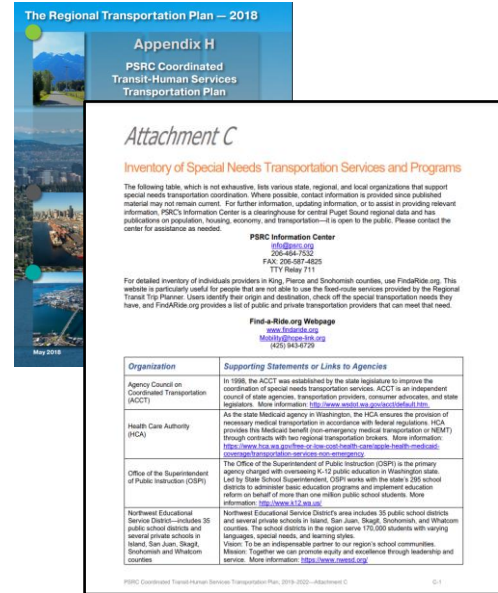 The Regional Transportation Plan — 2018
Appendix H
PSRC Coordinated
Transit-Human Services
Transportation Plan
May 2018
Attachment C
Inventory of Special Needs Transportation Services and Programs
The following table, which is not exhaustive, lists various state, regional, and local organizations that support
special needs transportation coordination. Where possible, contact information is provided since published
material may not remain current. For further information, updating information, or to assist in providing relevant
information, PSRC's Information Center is a clearinghouse for central Puget Sound regional data and has
publications on population, housing, economy, and transportation—it is open to the public. Please contact the
center for assistance as needed.
PSRC Information Center
info@psrc.org
206-464-7532
FAX: 206-587-4825
TTY Relay 711
For detailed inventory of individuals providers in King, Pierce and Snohomish counties, use FindaRide.org. This
website is particularly useful for people that are not able to use the fixed-route services provided by the Regional
Transit Trip Planner. Users identify their origin and destination, check off the special transportation needs they
have, and FindARide.org provides a list of public and private transportation providers that can meet that need.
Find-a-Ride.org Webpage
www.findaride.org
Mobility@hope-link.org
(425) 943-6729
Organization
Supporting Statements or Links to Agencies
Agency Council on
Coordinated Transportation
(ACCT)
In 1998, the ACCT was established by the state legislature to improve the
coordination of special needs transportation services. ACCT is an independent
council of state agencies, transportation providers, consumer advocates, and state
legislators. More information: http://www.wsdot.wa.gov/acct/default.htm.
Health Care Authority
(HCA)
As the state Medicaid agency in Washington, the HCA ensures the provision of
necessary medical transportation in accordance with federal regulations. HCA
provides this Medicaid benefit (non-emergency medical transportation or NEMT)
through contracts with two regional transportation brokers. More information:
https://www.hca.wa.gov/free-or-low-cost-health-care/apple-health-medicaid-
coverage/transportation-services-non-emergency.
Office of the Superintendent
of Public Instruction (OSPI)
The Office of the Superintendent of Public Instruction (OSPI) is the primary
agency charged with overseeing K-12 public education in Washington state.
Led by State School Superintendent, OSPI works with the state's 295 school
districts to administer basic education programs and implement education
reform on behalf of more than one million public school students. More
information: http://www.k12.wa.us/
Northwest Educational
Service District—includes 35
public school districts and
several private schools in
Island, San Juan, Skagit,
Snohomish and Whatcom
counties
Northwest Educational Service District's area includes 35 public school districts
and several private schools in Island, San Juan, Skagit, Snohomish, and Whatcom
counties. The school districts in the region serve 170,000 students with varying
languages, special needs, and learning styles.
Vision: To be an indispensable partner to our region's school communities.
Mission: Together we can promote equity and excellence through leadership and
service. More information: https://www.nwesd.org/
PSRC Coordinated Transit-Human Services Transportation Plan, 2019-2022—Attachment C
C-1